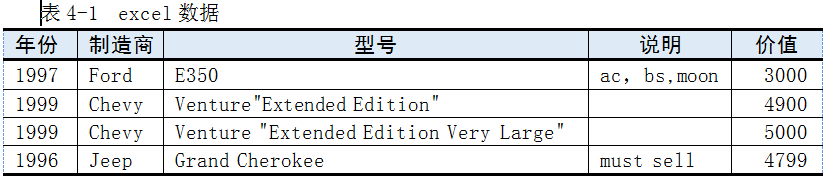 表 4-1 excel 数据
年份 制造商 型号 说明 价值
1997 Ford E350 ac，bs,moon 3000
1999 Chevy Venture"Extended Edition" 4900
1999 Chevy Venture "Extended Edition Very Large" 5000
1996 Jeep Grand Cherokee must sell 4799